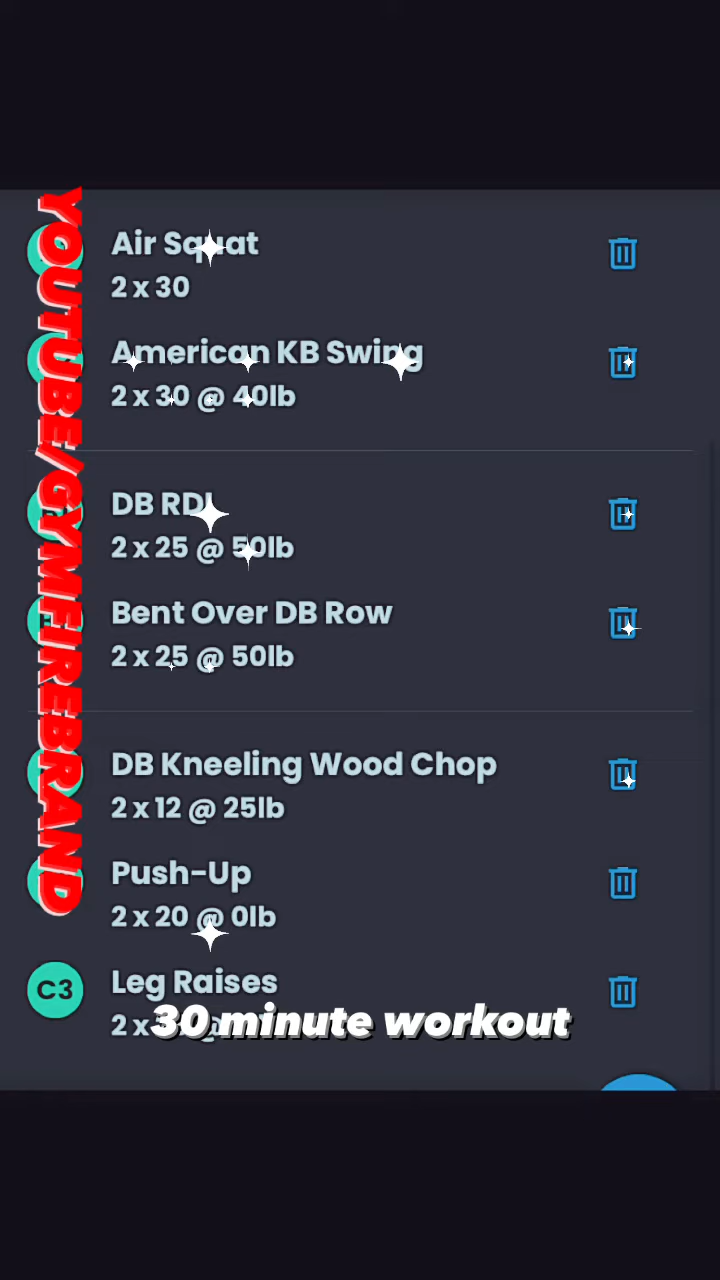 YOUTUBE/GYMFIREBRAND
Air Squat
2 x 30
American KB Swing
2 x 30 @ 40lb
DB RDL
2 x 25 @ 50lb
Bent Over DB Row
2 x 25 @ 50lb
DB Kneeling Wood Chop
2 x 12 @ 25lb
Push-Up
2 x 20 @ 0lb
C3
Leg Raises
2 x
30 minute workout